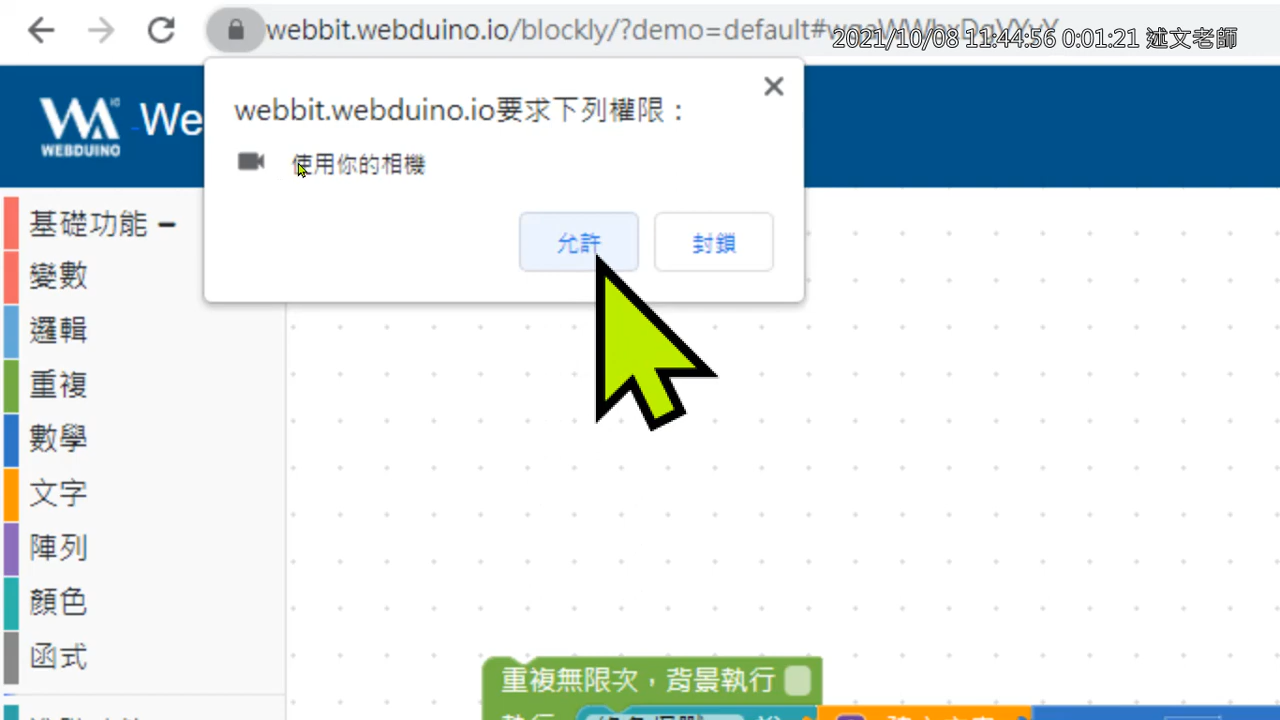 webbit.webduino.io/blockly/?demo=default#
2021/10/08 11:44:56 0:01:21 述文老師
webbit.webduino.io要求下列權限：
使用你的相機
允許
封鎖
WEBDUINO
We
基礎功能
變數
邏輯
重複
數學
文字
陣列
顏色
函式
重複無限次，背景執行